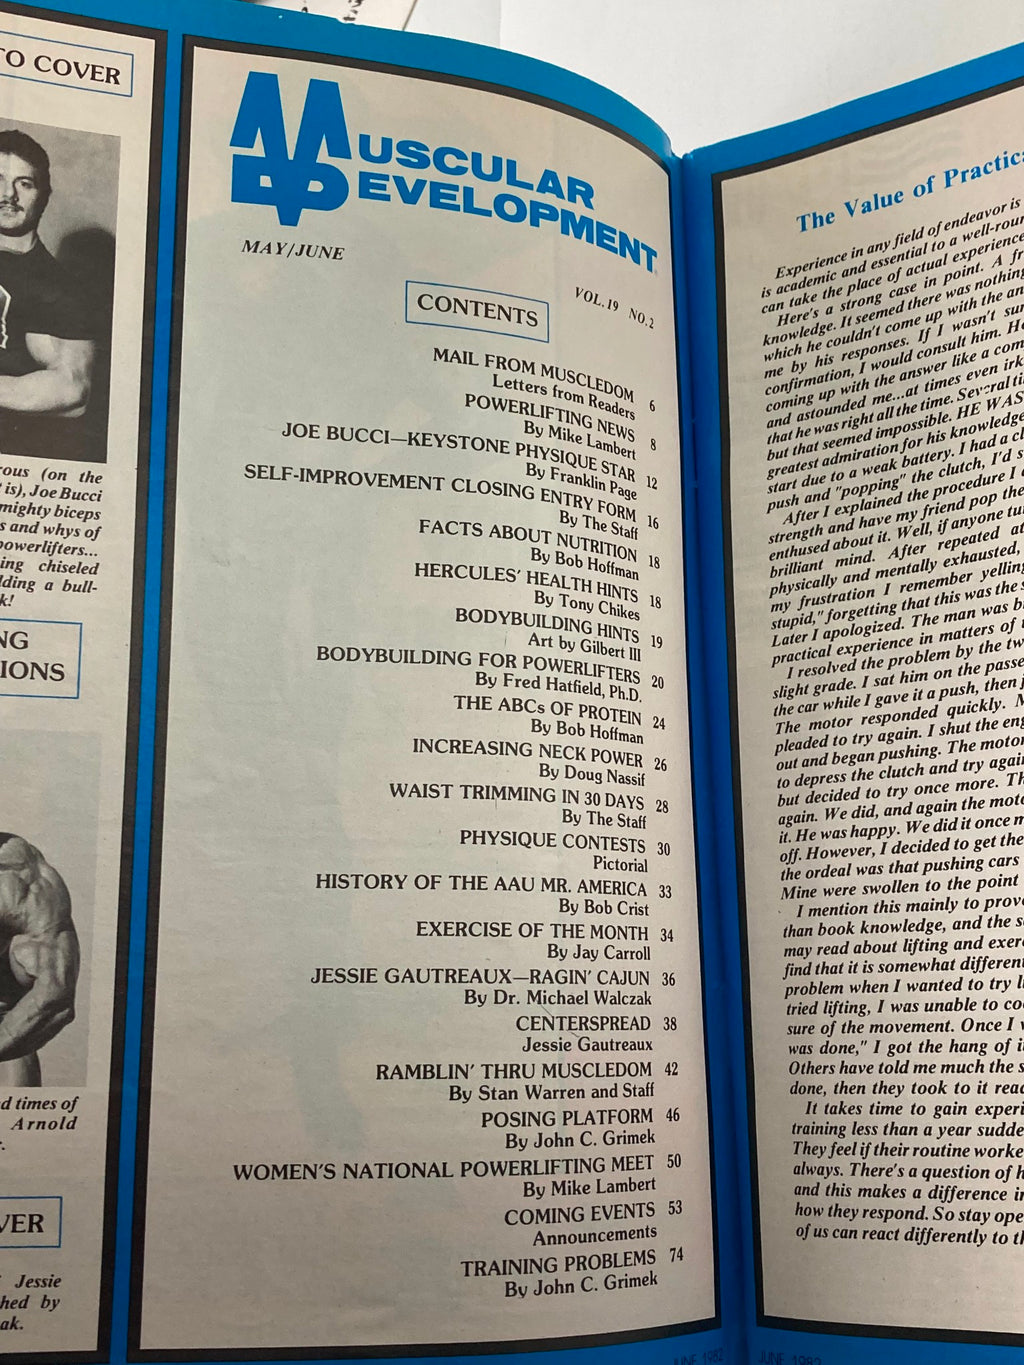 TO COVER
rous (on the
is), Joe Bucci
mighty biceps
s and whys of
powerlifters...
ing chiseled
lding a bull-
k!
NG
IONS
d times of
Arnold
VER
Jessie
hed by
ak.
MUSCULAR
DEVELOPMENT
MAY/JUNE
VOL. 19 NO. 2
CONTENTS
MAIL FROM MUSCLEDOM 6
Letters from Readers
POWERLIFTING NEWS 8
By Mike Lambert
JOE BUCCI—KEYSTONE PHYSIQUE STAR 12
By Franklin Page
SELF-IMPROVEMENT CLOSING ENTRY FORM 16
By The Staff
FACTS ABOUT NUTRITION 18
By Bob Hoffman
HERCULES' HEALTH HINTS 18
By Tony Chikes
BODYBUILDING HINTS 19
Art by Gilbert III
BODYBUILDING FOR POWERLIFTERS 20
By Fred Hatfield, Ph.D.
THE ABCs OF PROTEIN 24
By Bob Hoffman
INCREASING NECK POWER 26
By Doug Nassif
WAIST TRIMMING IN 30 DAYS 28
By The Staff
PHYSIQUE CONTESTS 30
Pictorial
HISTORY OF THE AAU MR. AMERICA 33
By Bob Crist
EXERCISE OF THE MONTH 34
By Jay Carroll
JESSIE GAUTREAUX—RAGIN' CAJUN 36
By Dr. Michael Walczak
CENTERSPREAD 38
Jessie Gautreaux
RAMBLIN' THRU MUSCLEDOM 42
By Stan Warren and Staff
POSING PLATFORM 46
By John C. Grimek
WOMEN'S NATIONAL POWERLIFTING MEET 50
By Mike Lambert
COMING EVENTS 53
Announcements
TRAINING PROBLEMS 74
By John C. Grimek
JUNE 1982
The Value of Practica
Experience in any field of endeavor is
is academic and essential to a well-rou
can take the place of actual experience
Here's a strong case in point. A fr
knowledge. It seemed there was nothing
which he couldn't come up with the an
me by his responses. If I wasn't sur
confirmation, I would consult him. He
coming up with the answer like a com
and astounded me...at times even irk
that he was right all the time. Several ti
but that seemed impossible. HE WAS
greatest admiration for his knowledge
start due to a weak battery. I had a cl
push and "popping" the clutch, I'd s
After I explained the procedure I
strength and have my friend pop the
enthused about it. Well, if anyone tu
brilliant mind. After repeated at
physically and mentally exhausted,
my frustration I remember yelling
stupid," forgetting that this was the s
Later I apologized. The man was b
practical experience in matters of
I resolved the problem by the tw
slight grade. I sat him on the passe
the car while I gave it a push, then j
The motor responded quickly. M
pleaded to try again. I shut the eng
out and began pushing. The motor
to depress the clutch and try again
but decided to try once more. Th
again. We did, and again the moto
it. He was happy. We did it once m
off. However, I decided to get the
the ordeal was that pushing cars
Mine were swollen to the point
I mention this mainly to prov
than book knowledge, and the s
may read about lifting and exer
find that it is somewhat different
problem when I wanted to try l
tried lifting, I was unable to co
sure of the movement. Once I w
was done," I got the hang of i
Others have told me much the s
done, then they took to it read
It takes time to gain experi
training less than a year sudde
They feel if their routine worke
always. There's a question of h
and this makes a difference in
how they respond. So stay ope
of us can react differently to th
JUNE 1982